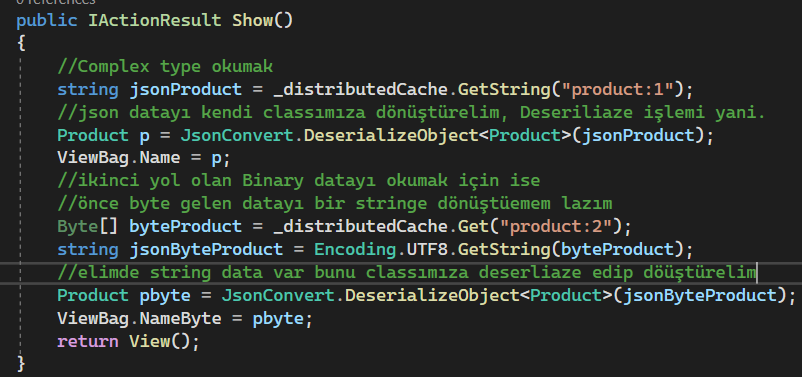 0 references
public IActionResult Show()
{
//Complex type okumak
string jsonProduct = _distributedCache.GetString("product:1");
//json datayı kendi classımıza dönüştürelim, Deseriliaze işlemi yani.
Product p = JsonConvert.DeserializeObject<Product>(jsonProduct);
ViewBag.Name = p;
//ikinci yol olan Binary datayı okumak için ise
//önce byte gelen datayı bir stringe dönüştüemem lazım
Byte[] byteProduct = _distributedCache.Get("product:2");
string jsonByteProduct = Encoding.UTF8.GetString(byteProduct);
//elimde string data var bunu classımıza deserliaze edip döüştürelim
Product pbyte = JsonConvert.DeserializeObject<Product>(jsonByteProduct);
ViewBag.NameByte = pbyte;
return View();
}